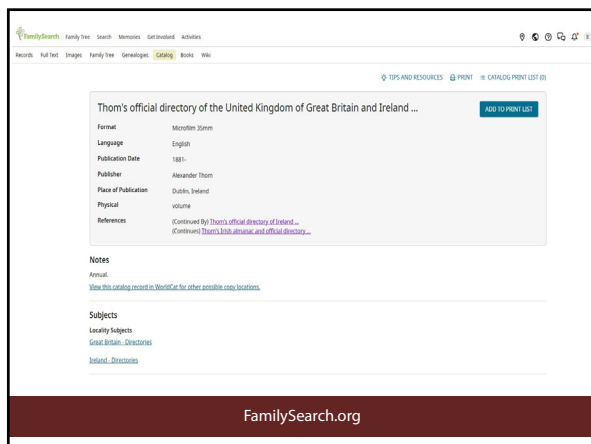 FamilySearch Family Tree Search Memories Get Involved Activities
Records Full Text Images Family Tree Genealogies Catalog Books Wiki
TIPS AND RESOURCES PRINT CATALOG PRINT LIST (0)
Thom's official directory of the United Kingdom of Great Britain and Ireland ...
ADD TO PRINT LIST
Format Microfilm 35mm
Language English
Publication Date 1881-
Publisher Alexander Thom
Place of Publication Dublin, Ireland
Physical volume
References (Continued By) Thom's official directory of Ireland ...
(Continues) Thom's Irish almanac and official directory ...
Notes
Annual.
View this catalog record in WorldCat for other possible copy locations.
Subjects
Locality Subjects
Great Britain - Directories
Ireland - Directories
FamilySearch.org